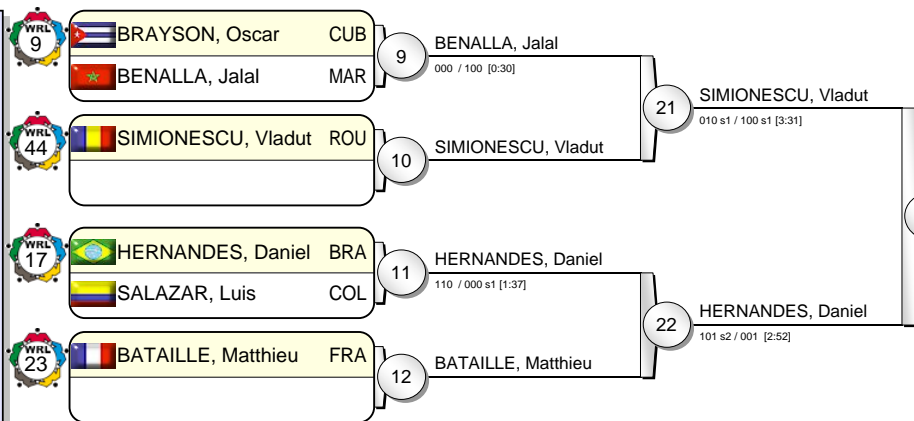 WRL
9
BRAYSON, Oscar CUB
BENALLA, Jalal MAR
9
BENALLA, Jalal
000 / 100 [0:30]
WRL
44
SIMIONESCU, Vladut ROU
10
SIMIONESCU, Vladut
21
SIMIONESCU, Vladut
010 s1 / 100 s1 [3:31]
WRL
17
HERNANDES, Daniel BRA
SALAZAR, Luis COL
11
HERNANDES, Daniel
110 / 000 s1 [1:37]
WRL
23
BATAILLE, Matthieu FRA
12
BATAILLE, Matthieu
22
HERNANDES, Daniel
101 s2 / 001 [2:52]